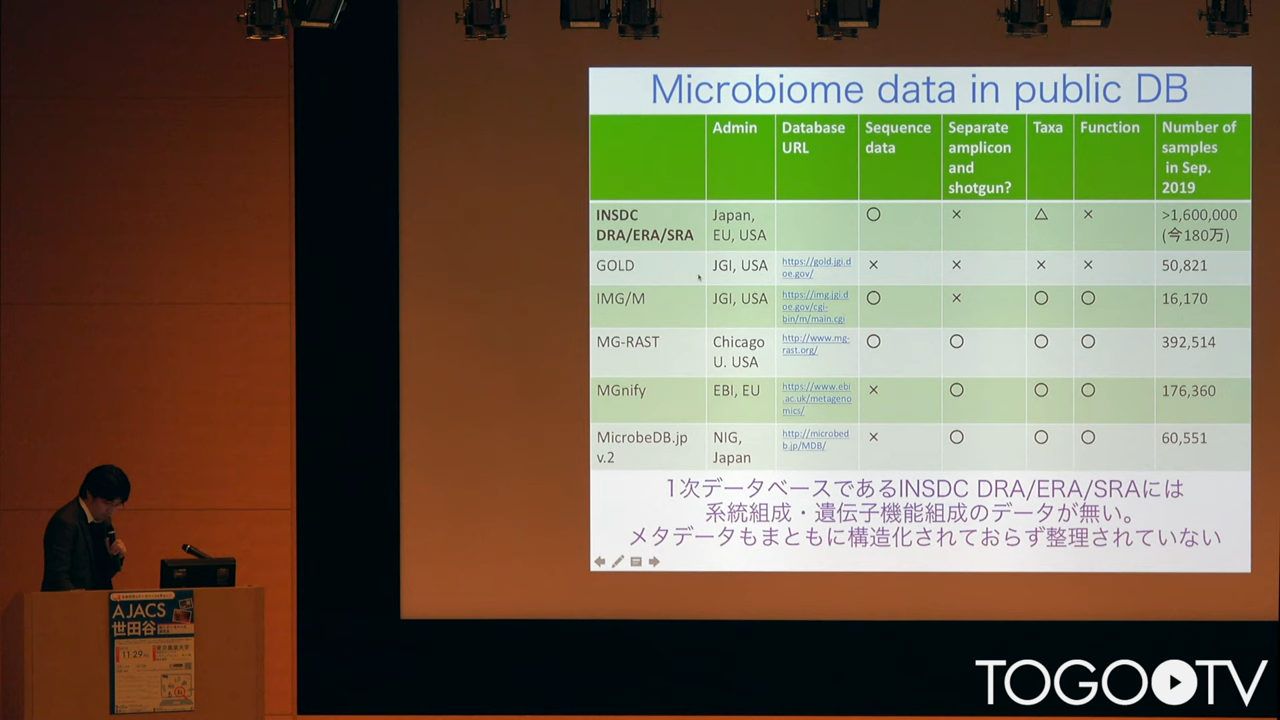 Microbiome data in public DB
Admin
Database URL
Sequence data
Separate amplicon and shotgun?
Taxa
Function
Number of samples in Sep. 2019
INSDC DRA/ERA/SRA
Japan, EU, USA
○
×
△
×
>1,600,000 (今180万)
GOLD
JGI, USA
https://gold.jgi.doe.gov/
×
×
×
×
50,821
IMG/M
JGI, USA
https://img.jgi.doe.gov/cgi-bin/m/main.cgi
○
×
○
○
16,170
MG-RAST
Chicago U. USA
http://www.mg-rast.org/
○
○
○
○
392,514
MGnify
EBI, EU
https://www.ebi.ac.uk/metagenomics/
×
○
○
○
176,360
MicrobeDB.jp v.2
NIG, Japan
http://microbedb.jp/MDB/
×
○
○
○
60,551
1次データベースであるINSDC DRA/ERA/SRAには
系統組成・遺伝子機能組成のデータが無い。
メタデータもまともに構造化されておらず整理されていない
AJACS
世田谷
11 29
東京農業大学
TOGOTV